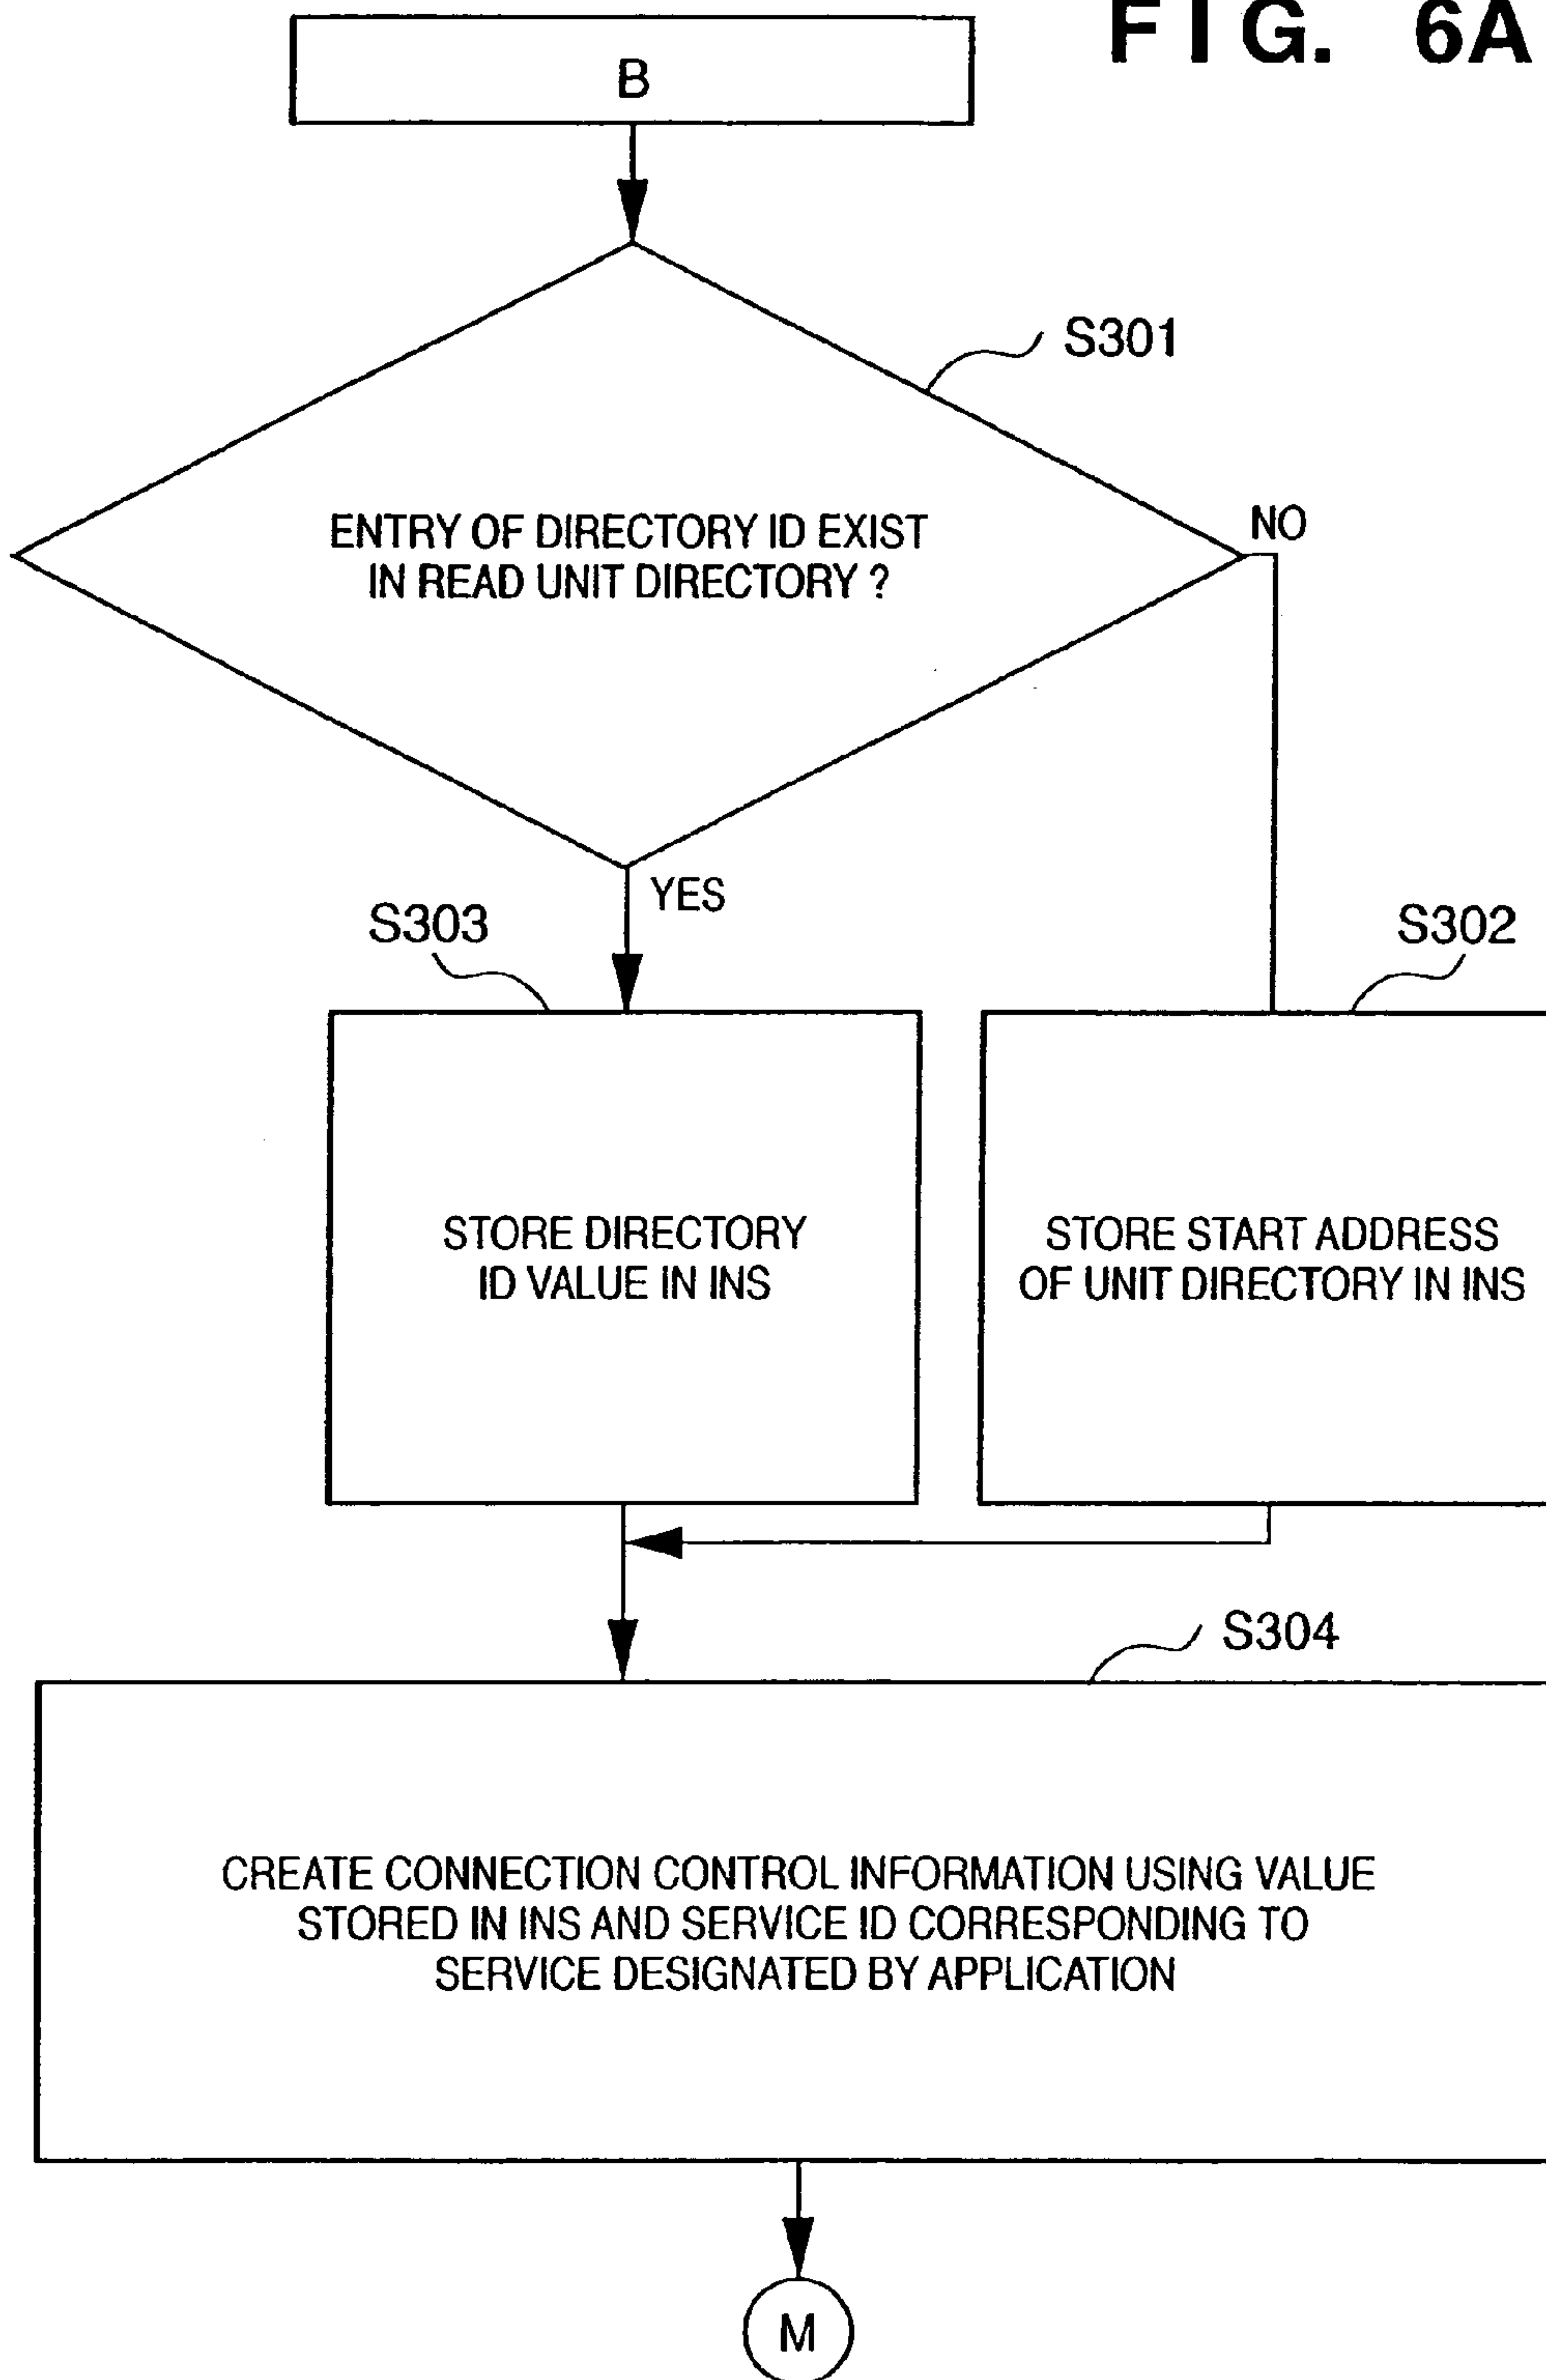 FIG. 6A
B
S301
ENTRY OF DIRECTORY ID EXIST
IN READ UNIT DIRECTORY ?
NO
YES
S303
S302
STORE DIRECTORY
ID VALUE IN INS
STORE START ADDRESS
OF UNIT DIRECTORY IN INS
S304
CREATE CONNECTION CONTROL INFORMATION USING VALUE
STORED IN INS AND SERVICE ID CORRESPONDING TO
SERVICE DESIGNATED BY APPLICATION
M